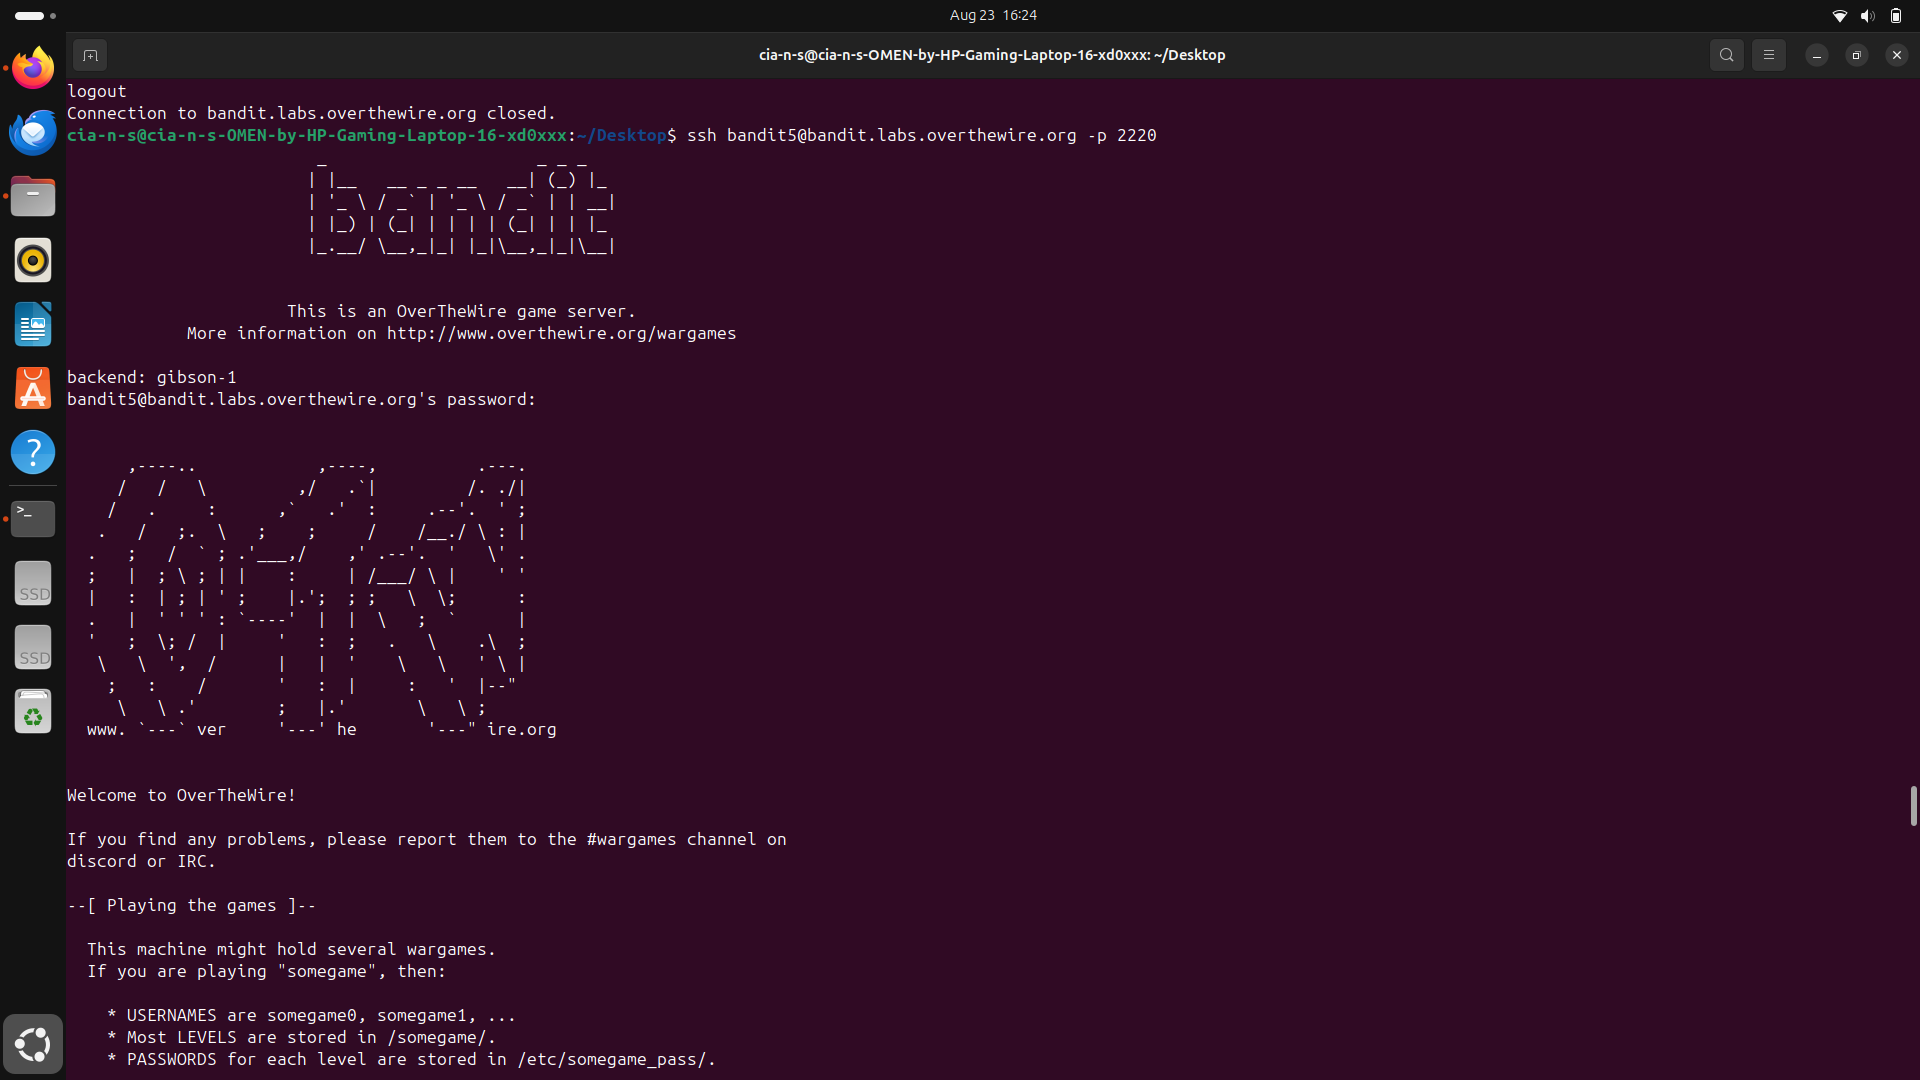 Aug 23 16:24
cia-n-s@cia-n-s-OMEN-by-HP-Gaming-Laptop-16-xd0xxx: ~/Desktop
logout
Connection to bandit.labs.overthewire.org closed.
cia-n-s@cia-n-s-OMEN-by-HP-Gaming-Laptop-16-xd0xxx:~/Desktop$ ssh bandit5@bandit.labs.overthewire.org -p 2220
bandit
This is an OverTheWire game server.
More information on http://www.overthewire.org/wargames
backend: gibson-1
bandit5@bandit.labs.overthewire.org's password:
www. `---` ver '---' he '---" ire.org
Welcome to OverTheWire!
If you find any problems, please report them to the #wargames channel on
discord or IRC.
--[ Playing the games ]--
This machine might hold several wargames.
If you are playing "somegame", then:
* USERNAMES are somegame0, somegame1, ...
* Most LEVELS are stored in /somegame/.
* PASSWORDS for each level are stored in /etc/somegame_pass/.
SSD
SSD